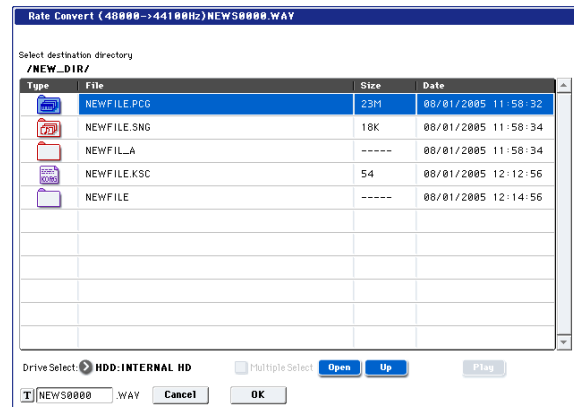 Rate Convert (48000->44100Hz)NEWS0000.WAV
Select destination directory
/NEW_DIR/
Type File Size Date
NEWFILE.PCG 23M 08/01/2005 11:58:32
NEWFILE.SNG 18K 08/01/2005 11:58:34
NEWFIL_A ----- 08/01/2005 11:58:34
KORG NEWFILE.KSC 54 08/01/2005 12:12:56
NEWFILE ----- 08/01/2005 12:14:56
Drive Select: HDD:INTERNAL HD Multiple Select Open Up Play
T NEWS0000 .WAV Cancel OK